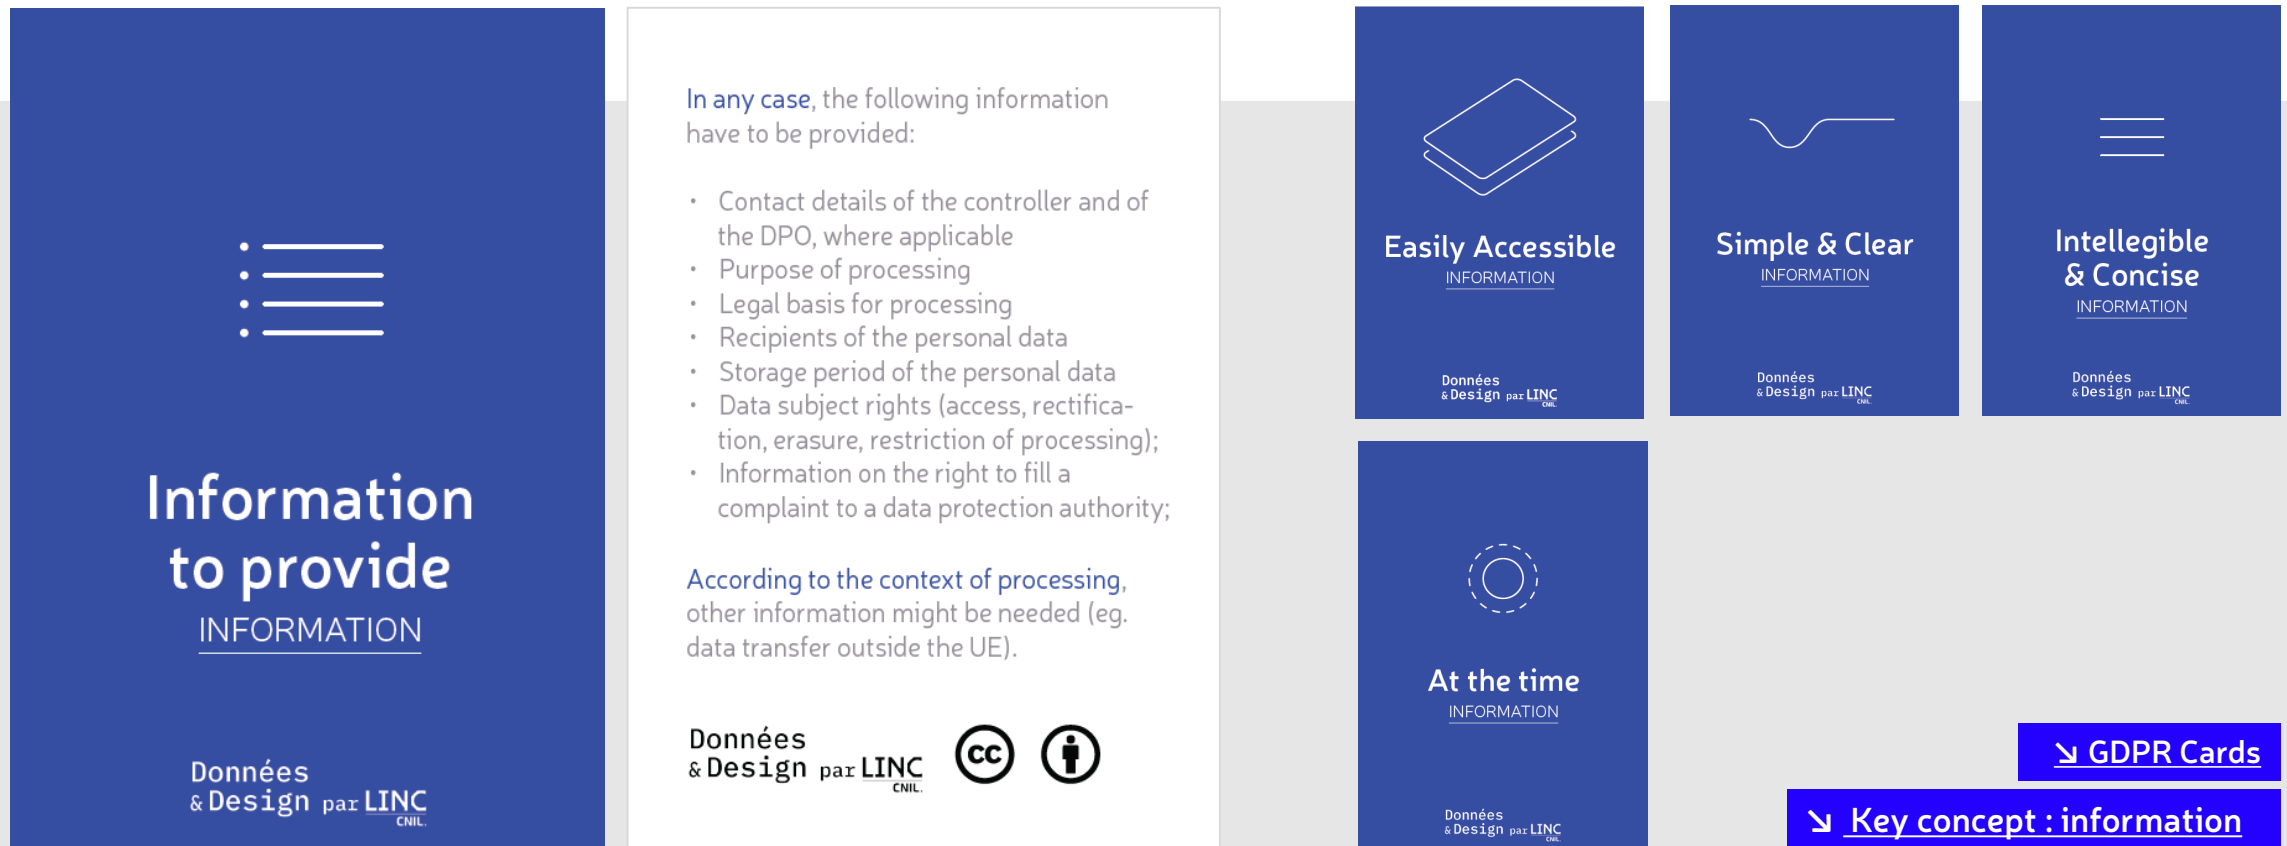 Information
to provide
INFORMATION
Données
& Design par LINC
CNIL.
In any case, the following information
have to be provided:
• Contact details of the controller and of
the DPO, where applicable
• Purpose of processing
• Legal basis for processing
• Recipients of the personal data
• Storage period of the personal data
• Data subject rights (access, rectifica-
tion, erasure, restriction of processing);
• Information on the right to fill a
complaint to a data protection authority;
According to the context of processing,
other information might be needed (eg.
data transfer outside the UE).
Données
& Design par LINC
CNIL.
cc
Easily Accessible
INFORMATION
Données
& Design par LINC
CNIL.
Simple & Clear
INFORMATION
Données
& Design par LINC
CNIL.
Intellegible
& Concise
INFORMATION
Données
& Design par LINC
CNIL.
At the time
INFORMATION
Données
& Design par LINC
CNIL.
↘ GDPR Cards
↘ Key concept : information